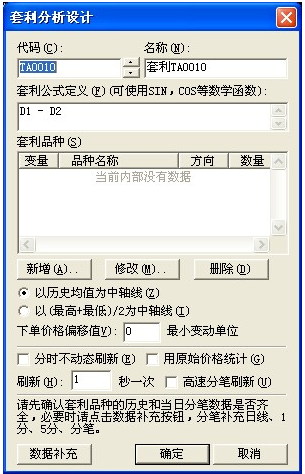 套利分析设计
代码(C):
名称(N):
TA0010
套利TA0010
套利公式定义(F)(可使用SIN,COS等数学函数):
D1 - D2
套利品种(S)
变量 品种名称 方向 数量
当前内部没有数据
新增(A)..
修改(M)..
删除(D)
以历史均值为中轴线(Z)
以(最高+最低)/2为中轴线(I)
下单价格偏移值(V): 0 最小变动单位
分时不动态刷新(E)
用原始价格统计(G)
刷新(H): 1 秒一次
高速分笔刷新(U)
请先确认套利品种的历史和当日分笔数据是否齐
全，必要时请点击数据补充按钮，分笔补充日线、1
分、5分、分笔。
数据补充
确定
取消